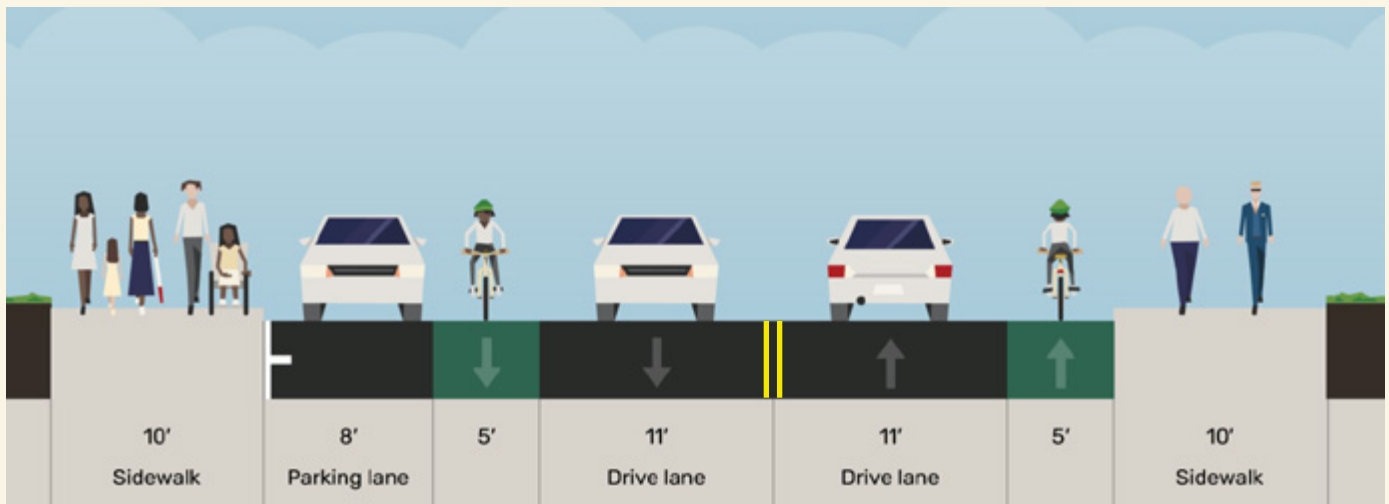 10′
8′
5′
11′
11′
5′
10′
Sidewalk
Parking lane
Drive lane
Drive lane
Sidewalk